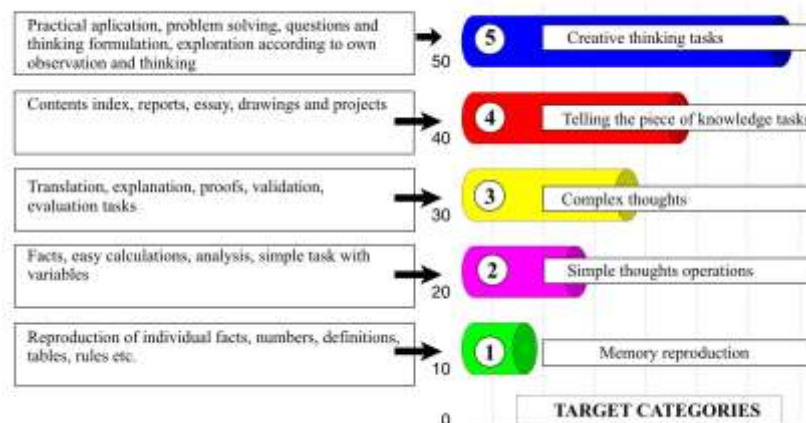 Practical aplication, problem solving, questions and
thinking formulation, exploration according to own
observation and thinking
50
5
Creative thinking tasks
Contents index, reports, essay, drawings and projects
40
4
Telling the piece of knowledge tasks
Translation, explanation, proofs, validation,
evaluation tasks
30
3
Complex thoughts
Facts, easy calculations, analysis, simple task with
variables
20
2
Simple thoughts operations
Reproduction of individual facts, numbers, definitions,
tables, rules etc.
10
1
Memory reproduction
0
TARGET CATEGORIES